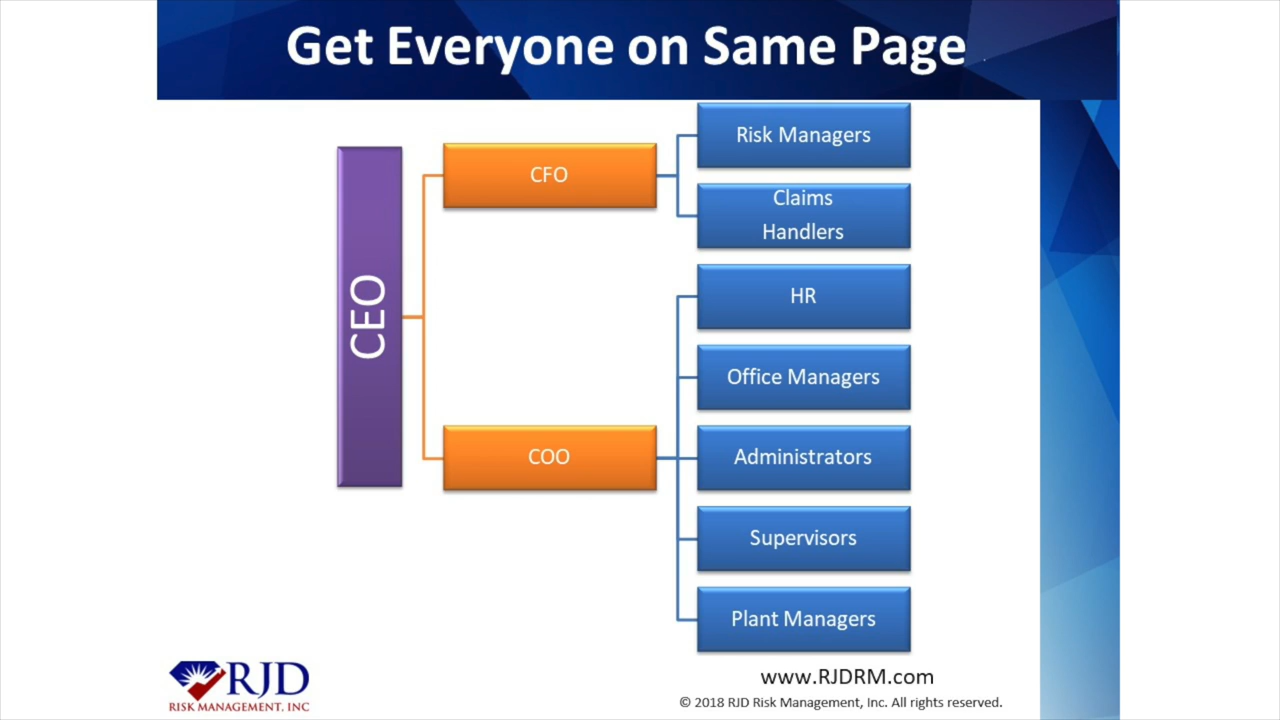 Get Everyone on Same Page
CEO
CFO
Risk Managers
Claims
Handlers
COO
HR
Office Managers
Administrators
Supervisors
Plant Managers
RJD
RISK MANAGEMENT, INC
www.RJDRM.com
© 2018 RJD Risk Management, Inc. All rights reserved.